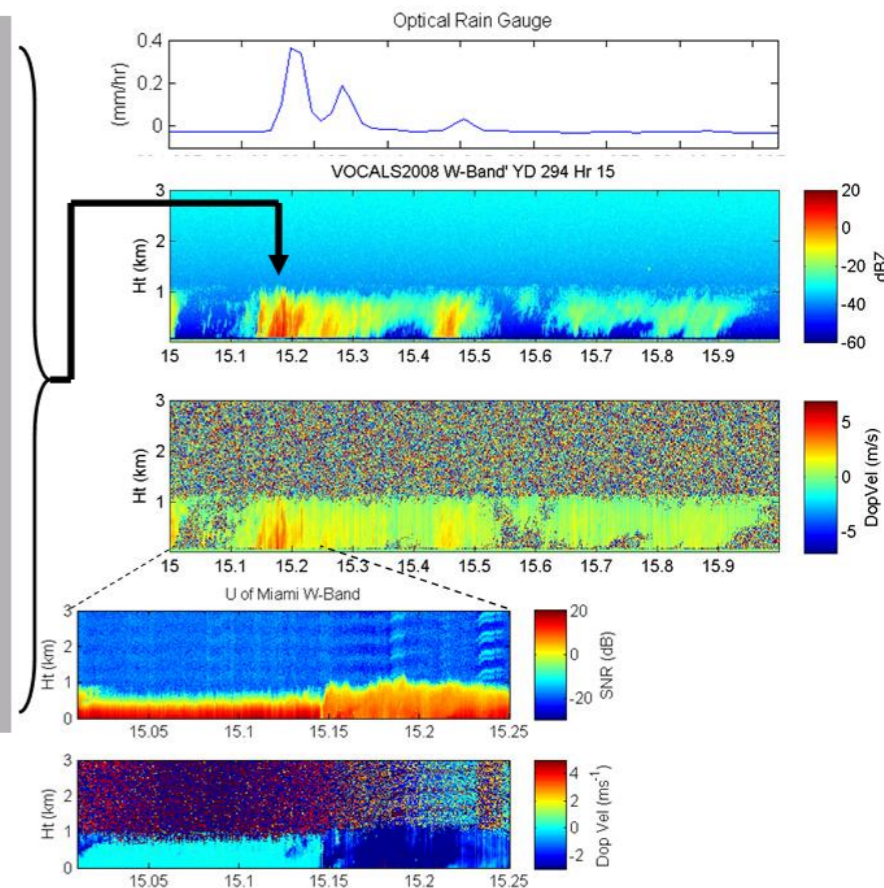 Optical Rain Gauge
0.4
0.2
0
(mm/hr)
VOCALS2008 W-Band' YD 294 Hr 15
3
2
1
Ht (km)
15 15.1 15.2 15.3 15.4 15.5 15.6 15.7 15.8 15.9
20
0
-20
-40
-60
dBZ
3
2
1
Ht (km)
15 15.1 15.2 15.3 15.4 15.5 15.6 15.7 15.8 15.9
5
0
-5
DopVel (m/s)
U of Miami W-Band
3
2
1
0
Ht (km)
15.05 15.1 15.15 15.2 15.25
20
0
-20
SNR (dB)
3
2
1
0
Ht (km)
15.05 15.1 15.15 15.2 15.25
4
2
0
-2
Dop Vel (ms-1)